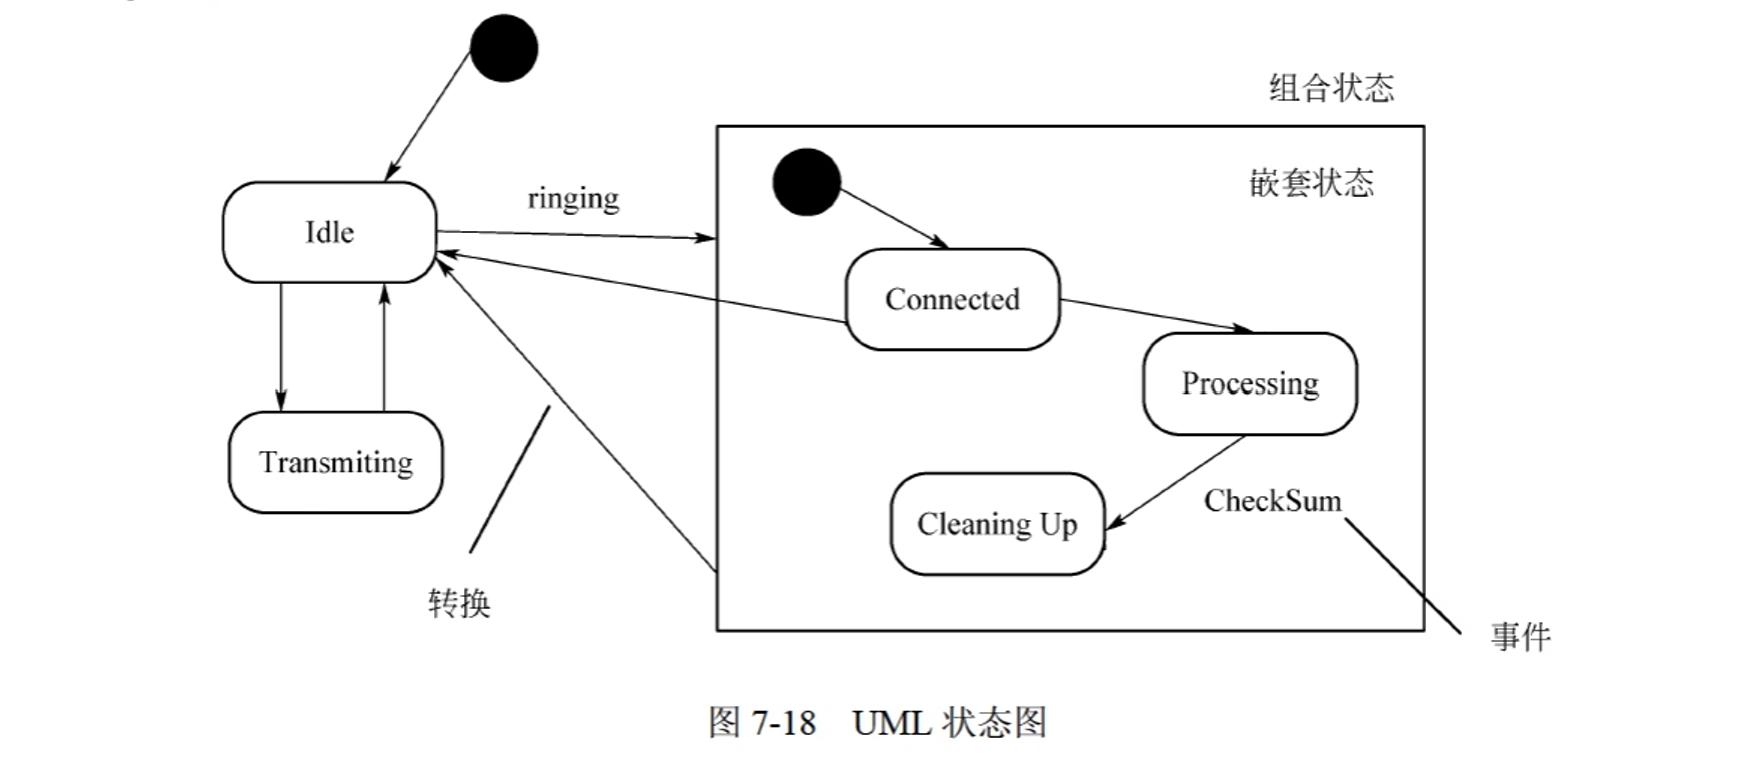 组合状态
嵌套状态
ringing
Idle
Connected
Processing
Transmiting
CheckSum
Cleaning Up
转换
事件
图 7-18 UML 状态图